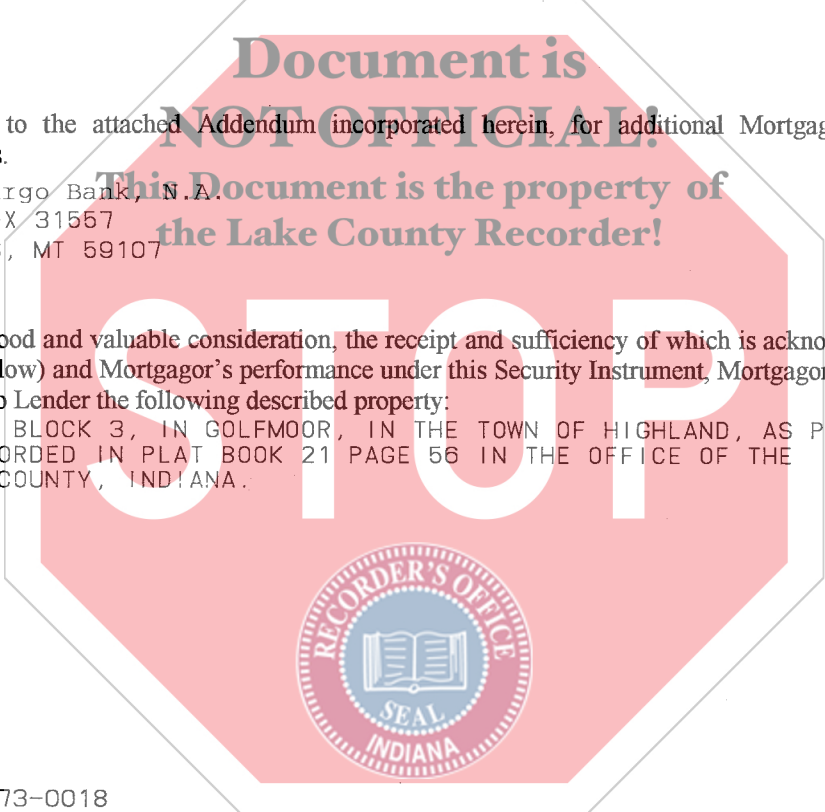 Document is
to the attached Addendum incorporated herein, for additional Mortgag
NOT OFFICIAL!
s.
This Document is the property of
rgo Bank, N.A.
X 31557
the Lake County Recorder!
, MT 59107
STOP
ood and valuable consideration, the receipt and sufficiency of which is ackno
low) and Mortgagor's performance under this Security Instrument, Mortgagor
o Lender the following described property:
BLOCK 3, IN GOLFMOOR, IN THE TOWN OF HIGHLAND, AS P
ORDED IN PLAT BOOK 21 PAGE 56 IN THE OFFICE OF THE
COUNTY, INDIANA.
RECORDER'S OFFICE
SEAL
INDIANA
73-0018